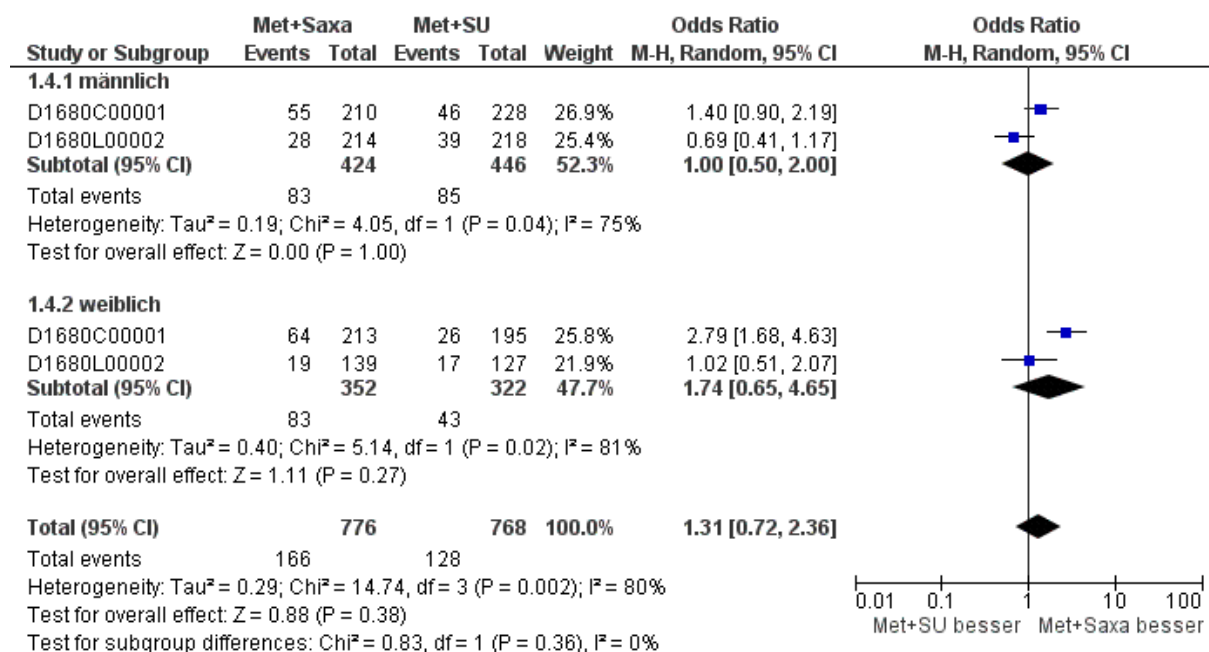 Met+Saxa Met+SU Odds Ratio Odds Ratio
Study or Subgroup Events Total Events Total Weight M-H, Random, 95% CI M-H, Random, 95% CI
1.4.1 männlich
D1680C00001 55 210 46 228 26.9% 1.40 [0.90, 2.19]
D1680L00002 28 214 39 218 25.4% 0.69 [0.41, 1.17]
Subtotal (95% CI) 424 446 52.3% 1.00 [0.50, 2.00]
Total events 83 85
Heterogeneity: Tau² = 0.19; Chi² = 4.05, df = 1 (P = 0.04); I² = 75%
Test for overall effect: Z = 0.00 (P = 1.00)
1.4.2 weiblich
D1680C00001 64 213 26 195 25.8% 2.79 [1.68, 4.63]
D1680L00002 19 139 17 127 21.9% 1.02 [0.51, 2.07]
Subtotal (95% CI) 352 322 47.7% 1.74 [0.65, 4.65]
Total events 83 43
Heterogeneity: Tau² = 0.40; Chi² = 5.14, df = 1 (P = 0.02); I² = 81%
Test for overall effect: Z = 1.11 (P = 0.27)
Total (95% CI) 776 768 100.0% 1.31 [0.72, 2.36]
Total events 166 128
Heterogeneity: Tau² = 0.29; Chi² = 14.74, df = 3 (P = 0.002); I² = 80%
Test for overall effect: Z = 0.88 (P = 0.38)
Test for subgroup differences: Chi² = 0.83, df = 1 (P = 0.36), I² = 0%
0.01 0.1 1 10 100
Met+SU besser Met+Saxa besser